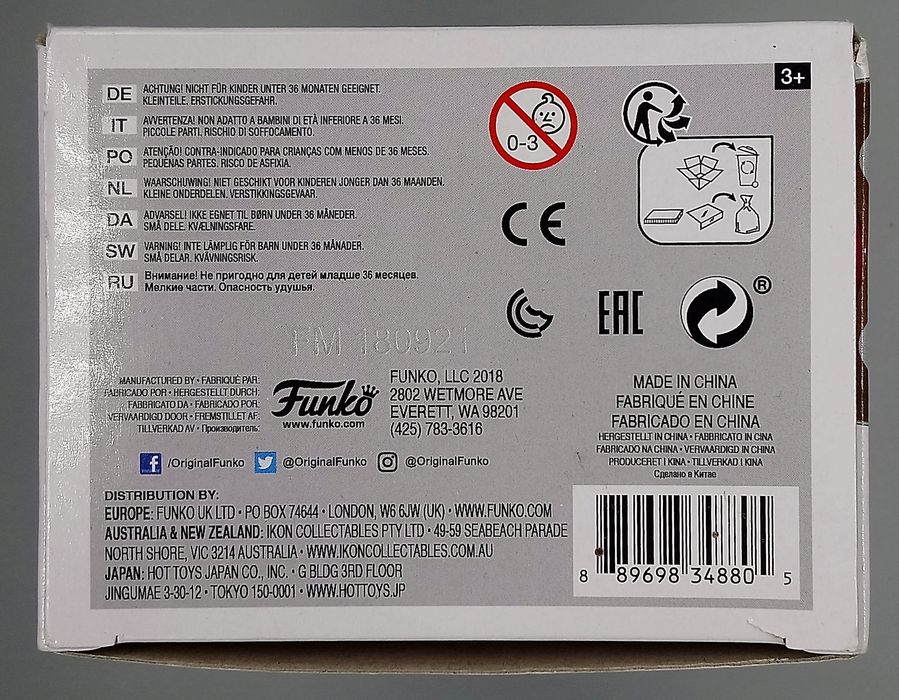 3+
DE ACHTUNG! NICHT FÜR KINDER UNTER 36 MONATEN GEEIGNET.
KLEINTEILE. ERSTICKUNGSGEFAHR.
IT AVVERTENZA! NON ADATTO A BAMBINI DI ETÀ INFERIORE A 36 MESI.
PICCOLE PARTI. RISCHIO DI SOFFOCAMENTO.
PO ATENÇÃO! CONTRA-INDICADO PARA CRIANÇAS COM MENOS DE 36 MESES.
PEQUENAS PARTES. RISCO DE ASFIXIA.
NL WAARSCHUWING! NIET GESCHIKT VOOR KINDEREN JONGER DAN 36 MAANDEN.
KLEINE ONDERDELEN. VERSTIKKINGSGEVAAR.
DA ADVARSEL! IKKE EGNET TIL BØRN UNDER 36 MÅNEDER.
SMÅ DELE. KVÆLNINGSFARE.
SW VARNING! INTE LÄMPLIG FÖR BARN UNDER 36 MÅNADER.
SMÅ DELAR. KVÄVNINGSRISK.
RU Внимание! Не пригодно для детей младше 36 месяцев.
Мелкие части. Опасность удушья.
0-3
CE
EAC
®
FM 180921
MANUFACTURED BY • FABRIQUÉ PAR:
FABRICADO POR • HERGESTELLT DURCH:
FABBRICATO DA • FABRICADO POR:
VERVAARDIGD DOOR • FREMSTILLET AF:
TILLVERKAD AV • Производитель:
Funko
www.funko.com
FUNKO, LLC 2018
2802 WETMORE AVE
EVERETT, WA 98201
(425) 783-3616
MADE IN CHINA
FABRIQUÉ EN CHINE
FABRICADO EN CHINA
HERGESTELLT IN CHINA • FABBRICATO IN CINA
FABRICADO NA CHINA • VERVAARDIGD IN CHINA
PRODUCERET I KINA • TILLVERKAD I KINA
Сделано в Китае
/OriginalFunko @OriginalFunko @OriginalFunko
DISTRIBUTION BY:
EUROPE: FUNKO UK LTD • PO BOX 74644 • LONDON, W6 6JW (UK) • WWW.FUNKO.COM
AUSTRALIA & NEW ZEALAND: IKON COLLECTABLES PTY LTD • 49-59 SEABEACH PARADE
NORTH SHORE, VIC 3214 AUSTRALIA • WWW.IKONCOLLECTABLES.COM.AU
JAPAN: HOT TOYS JAPAN CO., INC. • G BLDG 3RD FLOOR
JINGUMAE 3-30-12 • TOKYO 150-0001 • WWW.HOTTOYS.JP
8 89698 34880 5